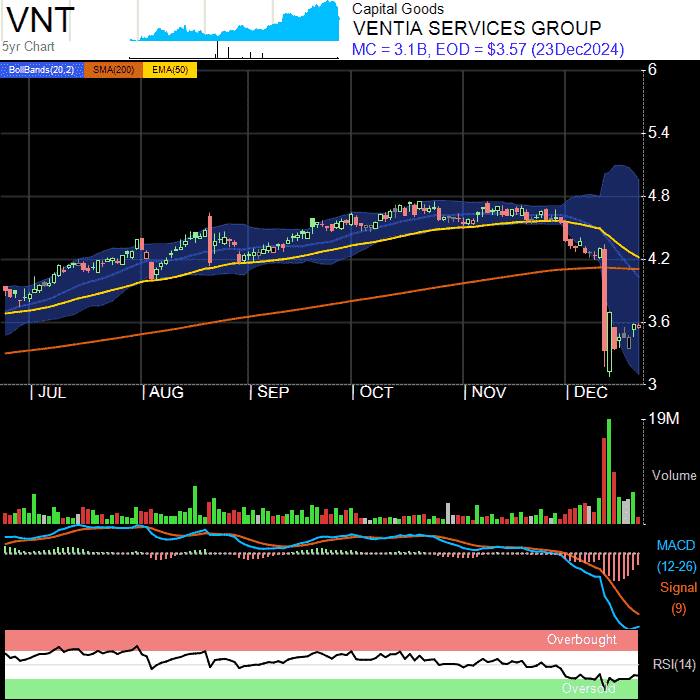 VNT
5yr Chart
Capital Goods
VENTIA SERVICES GROUP
MC = 3.1B, EOD = $3.57 (23Dec2024)
BollBands(20,2) SMA(200) EMA(50)
6
5.4
4.8
4.2
3.6
3
JUL AUG SEP OCT NOV DEC
19M
Volume
MACD
(12-26)
Signal
(9)
Overbought
RSI(14)
Oversold